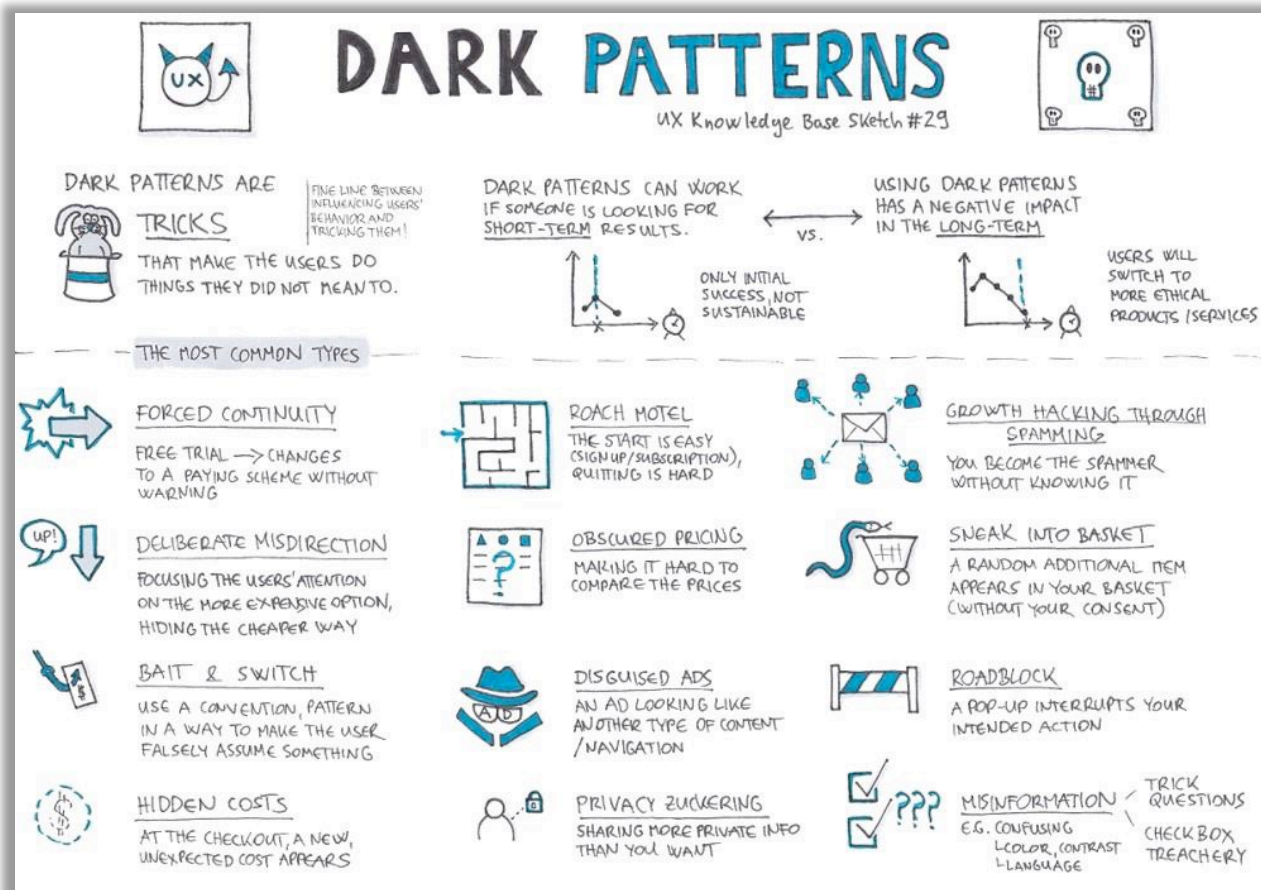 UX
DARK PATTERNS
UX Knowledge Base Sketch #29
#
DARK PATTERNS ARE
TRICKS
THAT MAKE THE USERS DO
THINGS THEY DID NOT MEAN TO.
FINE LINE BETWEEN
INFLUENCING USERS'
BEHAVIOR AND
TRICKING THEM!
DARK PATTERNS CAN WORK
IF SOMEONE IS LOOKING FOR
SHORT-TERM RESULTS.
ONLY INITIAL
SUCCESS, NOT
SUSTAINABLE
VS.
USING DARK PATTERNS
HAS A NEGATIVE IMPACT
IN THE LONG-TERM
USERS WILL
SWITCH TO
MORE ETHICAL
PRODUCTS/SERVICES
THE MOST COMMON TYPES
FORCED CONTINUITY
FREE TRIAL → CHANGES
TO A PAYING SCHEME WITHOUT
WARNING
ROACH MOTEL
THE START IS EASY
(SIGNUP/SUBSCRIPTION),
QUITTING IS HARD
GROWTH HACKING THROUGH
SPAMMING
YOU BECOME THE SPAMMER
WITHOUT KNOWING IT
UP!
DELIBERATE MISDIRECTION
FOCUSING THE USERS' ATTENTION
ON THE MORE EXPENSIVE OPTION,
HIDING THE CHEAPER WAY
?
OBSCURED PRICING
MAKING IT HARD TO
COMPARE THE PRICES
SNEAK INTO BASKET
A RANDOM ADDITIONAL ITEM
APPEARS IN YOUR BASKET
(WITHOUT YOUR CONSENT)
BAIT & SWITCH
USE A CONVENTION, PATTERN
IN A WAY TO MAKE THE USER
FALSELY ASSUME SOMETHING
AD
DISGUISED ADS
AN AD LOOKING LIKE
ANOTHER TYPE OF CONTENT
/NAVIGATION
ROADBLOCK
A POP-UP INTERRUPTS YOUR
INTENDED ACTION
$
HIDDEN COSTS
AT THE CHECKOUT, A NEW,
UNEXPECTED COST APPEARS
PRIVACY ZUCKERING
SHARING MORE PRIVATE INFO
THAN YOU WANT
???
MISINFORMATION
E.G. CONFUSING
COLOR, CONTRAST
LANGUAGE
TRICK
QUESTIONS
CHECKBOX
TREACHERY